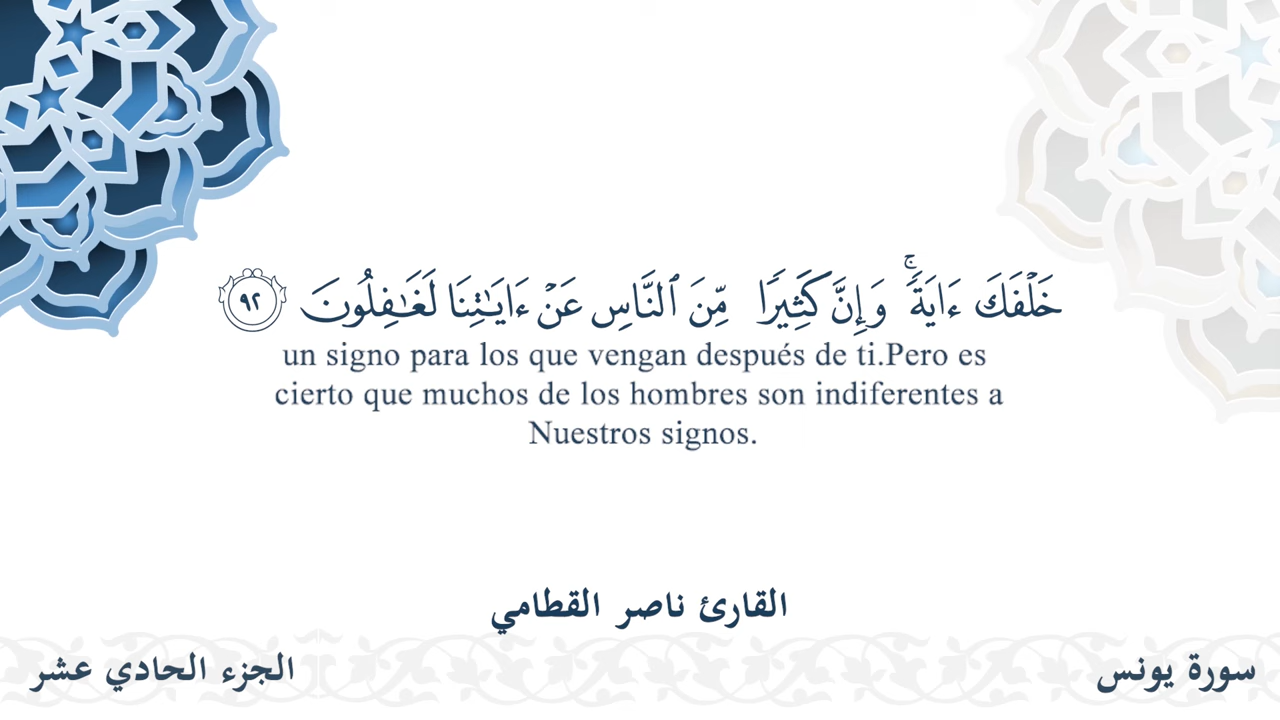 خَلْفَكَ ءَايَةً ۚ وَإِنَّ كَثِيرًا مِّنَ ٱلنَّاسِ عَنْ ءَايَـٰتِنَا لَغَـٰفِلُونَ ٩٢
un signo para los que vengan después de ti.Pero es
cierto que muchos de los hombres son indiferentes a
Nuestros signos.
القارئ ناصر القطامي
سورة يونس
الجزء الحادي عشر